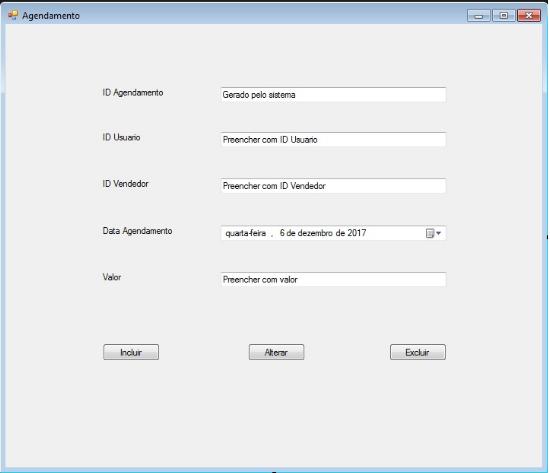 Agendamento
ID Agendamento Gerado pelo sistema
ID Usuario Preencher com ID Usuario
ID Vendedor Preencher com ID Vendedor
Data Agendamento quarta-feira , 6 de dezembro de 2017
Valor Preencher com valor
Incluir Alterar Excluir